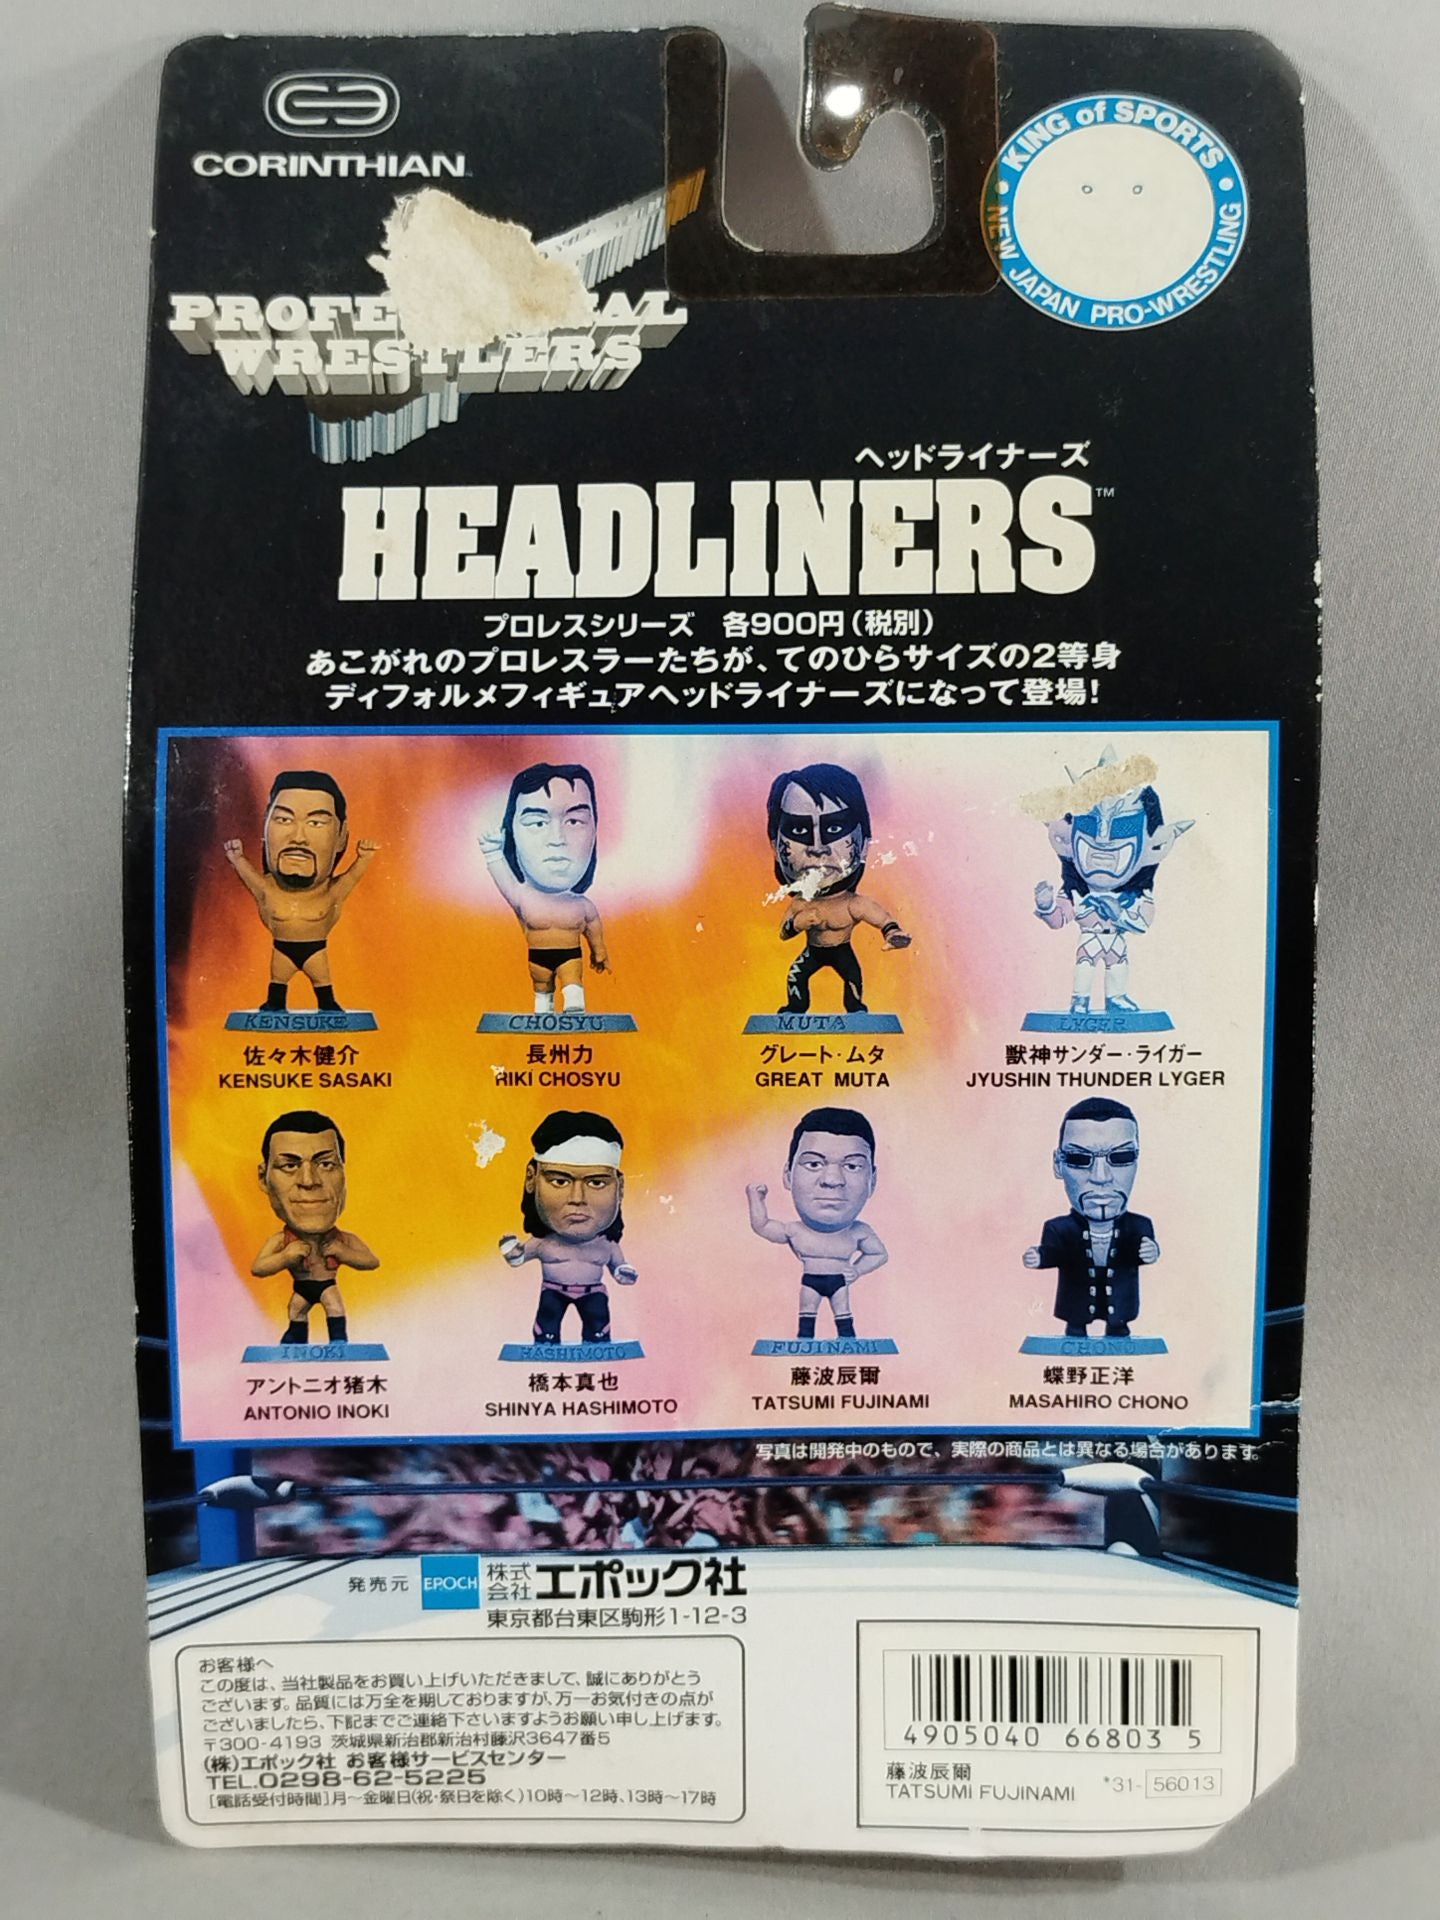 CORINTHIAN
KING of SPORTS
NEW JAPAN PRO-WRESTLING
WRESTLERS
ヘッドライナーズ
HEADLINERS™
プロレスシリーズ 各900円(税別)
あこがれのプロレスラーたちが、てのひらサイズの2等身
ディフォルメフィギュアヘッドライナーズになって登場!
KENSUKE CHOSYU MUTA LYGER
佐々木健介 長州力 グレート・ムタ 獣神サンダー・ライガー
KENSUKE SASAKI RIKI CHOSYU GREAT MUTA JYUSHIN THUNDER LYGER
INOKI HASHIMOTO FUJINAMI CHONO
アントニオ猪木 橋本真也 藤波辰爾 蝶野正洋
ANTONIO INOKI SHINYA HASHIMOTO TATSUMI FUJINAMI MASAHIRO CHONO
写真は開発中のもので、実際の商品とは異なる場合があります。
発売元 EPOCH 株式会社 エポック社
東京都台東区駒形1-12-3
お客様へ
この度は、当社製品をお買い上げいただきまして、誠にありがとう
ございます。品質には万全を期しておりますが、万一お気付きの点が
ございましたら、下記までご連絡下さいますようお願い申し上げます。
〒300-4193 茨城県新治郡新治村藤沢3647番5
(株)エポック社 お客様サービスセンター
TEL.0298-62-5225
[電話受付時間]月〜金曜日(祝・祭日を除く)10時〜12時、13時〜17時
4905040 66803 5
藤波辰爾
TATSUMI FUJINAMI *31-56013